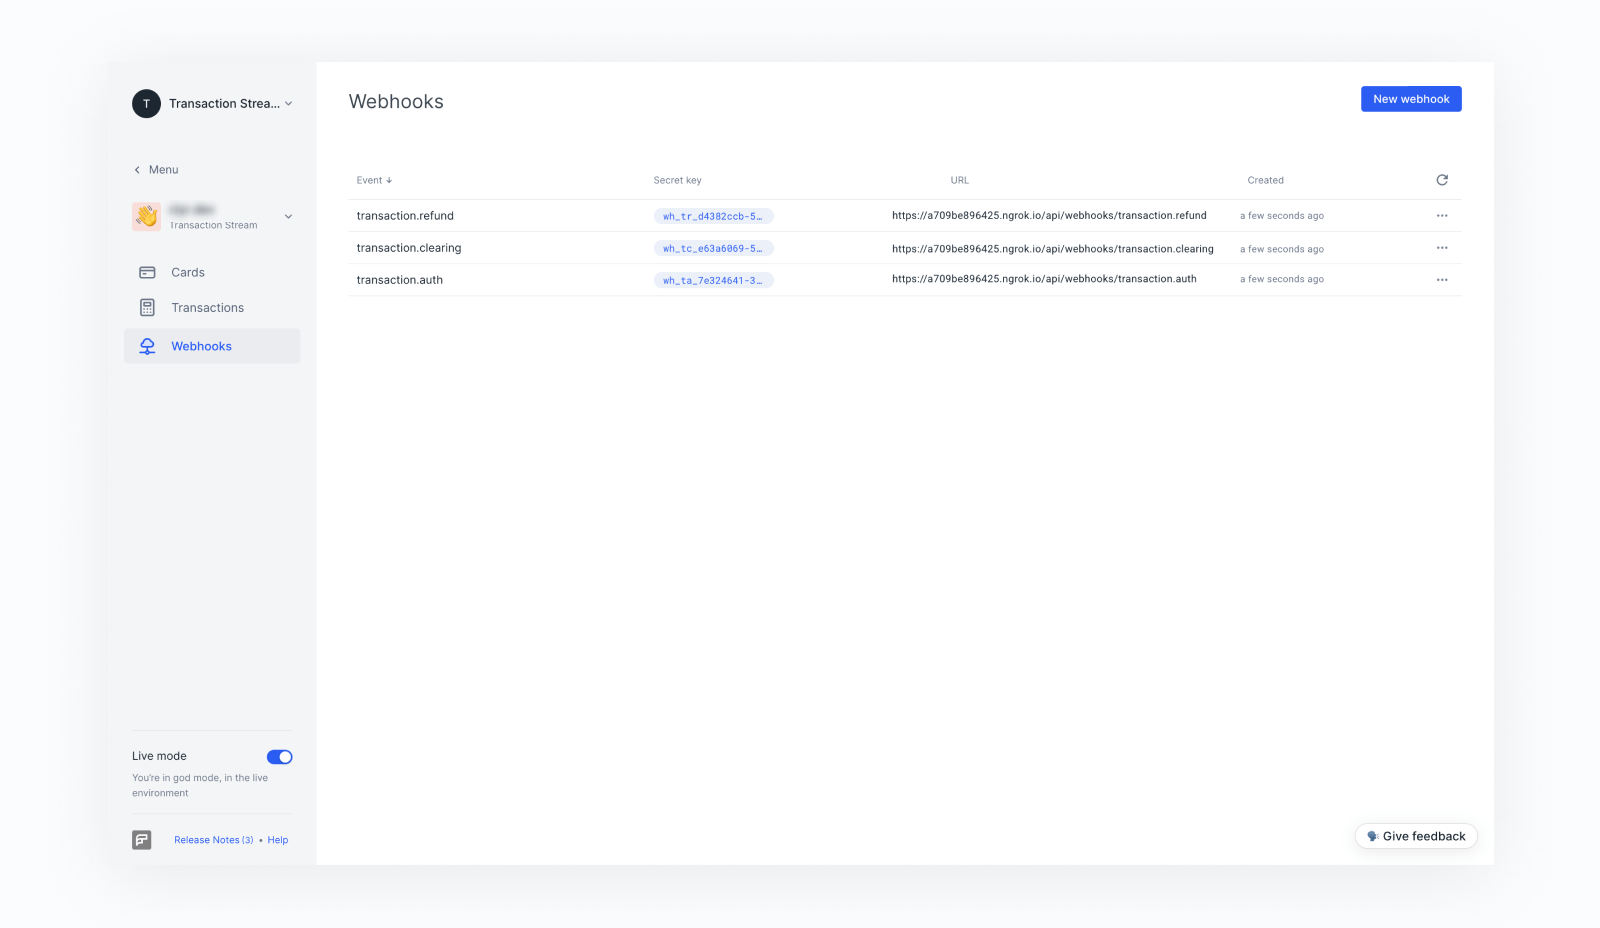 T Transaction Strea...
Menu
Transaction Stream
Cards
Transactions
Webhooks
Live mode
You're in god mode, in the live
environment
Release Notes (3) • Help
Webhooks
New webhook
Event ↓ Secret key URL Created
transaction.refund wh_tr_d4382ccb-5… https://a709be896425.ngrok.io/api/webhooks/transaction.refund a few seconds ago
transaction.clearing wh_tc_e63a6069-5… https://a709be896425.ngrok.io/api/webhooks/transaction.clearing a few seconds ago
transaction.auth wh_ta_7e324641-3… https://a709be896425.ngrok.io/api/webhooks/transaction.auth a few seconds ago
Give feedback